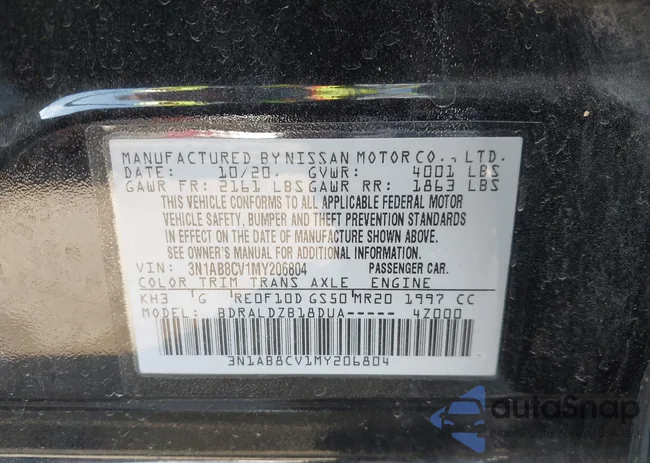 MANUFACTURED BY NISSAN MOTOR CO., LTD.
DATE: 10/20. GVWR: 4001 LBS
GAWR FR: 2161 LBS GAWR RR: 1863 LBS
THIS VEHICLE CONFORMS TO ALL APPLICABLE FEDERAL MOTOR
VEHICLE SAFETY, BUMPER AND THEFT PREVENTION STANDARDS
IN EFFECT ON THE DATE OF MANUFACTURE SHOWN ABOVE.
SEE OWNER'S MANUAL FOR ADDITIONAL INFORMATION.
VIN: 3N1AB8CV1MY206804 PASSENGER CAR.
COLOR TRIM TRANS AXLE ENGINE
KH3 G RE0F10D GS50 MR20 1997 CC
MODEL: BDRALDZB18DUA----- 4Z000
3N1AB8CV1MY206804
autoSnap